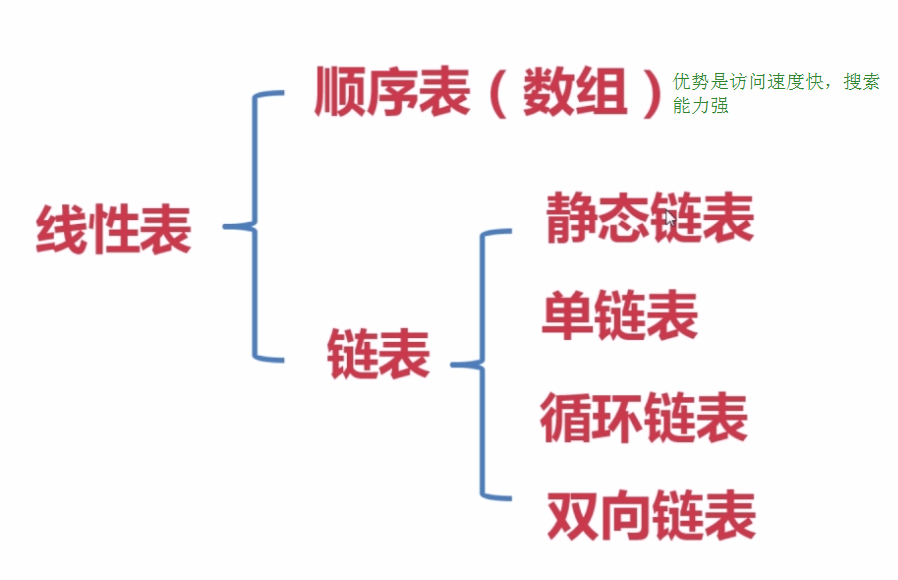 顺序表（数组）
优势是访问速度快，搜索
能力强
线性表
静态链表
单链表
链表
循环链表
双向链表